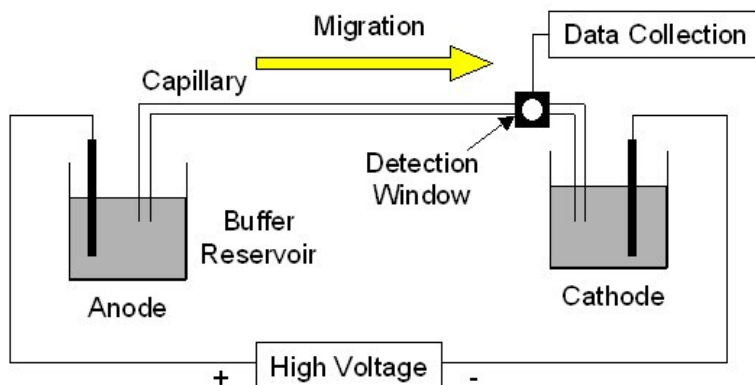 Migration
Data Collection
Capillary
Detection
Window
Buffer
Reservoir
Anode
Cathode
+ High Voltage -